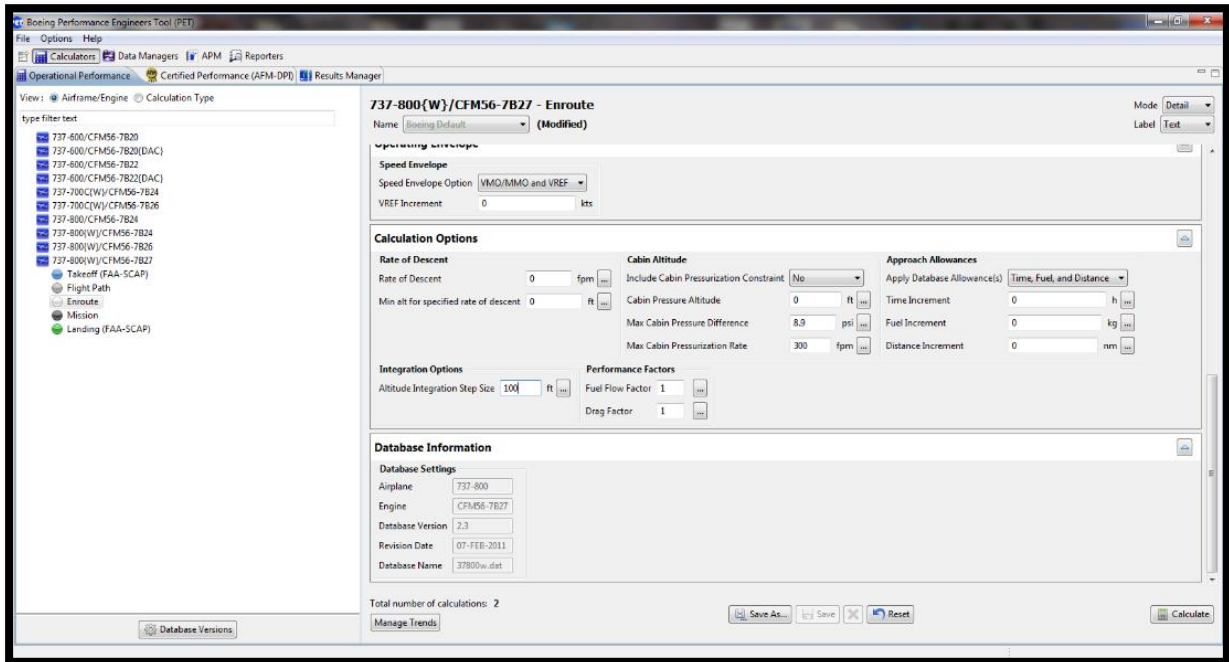 Boeing Performance Engineers Tool (PET)
File Options Help
Calculators Data Managers APM Reporters
Operational Performance Certified Performance (AFM-DPI) Results Manager
View: Airframe/Engine Calculation Type
type filter text
737-600/CFM56-7B20
737-600/CFM56-7B20{DAC}
737-600/CFM56-7B22
737-600/CFM56-7B22{DAC}
737-700C{W}/CFM56-7B24
737-700C{W}/CFM56-7B26
737-800/CFM56-7B24
737-800{W}/CFM56-7B24
737-800{W}/CFM56-7B26
737-800{W}/CFM56-7B27
Takeoff (FAA-SCAP)
Flight Path
Enroute
Mission
Landing (FAA-SCAP)
Database Versions
737-800{W}/CFM56-7B27 - Enroute
Mode Detail
Name Boeing Default (Modified)
Label Text
Operating Envelope
Speed Envelope
Speed Envelope Option VMO/MMO and VREF
VREF Increment 0 kts
Calculation Options
Rate of Descent
Rate of Descent 0 fpm ...
Min alt for specified rate of descent 0 ft ...
Cabin Altitude
Include Cabin Pressurization Constraint No
Cabin Pressure Altitude 0 ft ...
Max Cabin Pressure Difference 8.9 psi ...
Max Cabin Pressurization Rate 300 fpm ...
Approach Allowances
Apply Database Allowance(s) Time, Fuel, and Distance
Time Increment 0 h ...
Fuel Increment 0 kg ...
Distance Increment 0 nm ...
Integration Options
Altitude Integration Step Size 100 ft ...
Performance Factors
Fuel Flow Factor 1 ...
Drag Factor 1 ...
Database Information
Database Settings
Airplane 737-800
Engine CFM56-7B27
Database Version 2.3
Revision Date 07-FEB-2011
Database Name 37800w.dat
Total number of calculations: 2
Manage Trends
Save As... Save Reset
Calculate